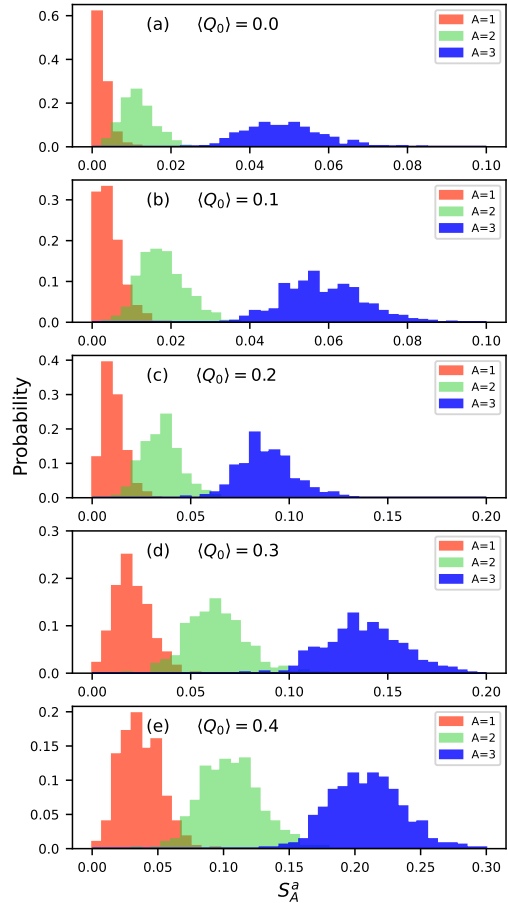 (a) ⟨Q₀⟩ = 0.0
A=1
A=2
A=3
0.6
0.4
0.2
0.0
0.00 0.02 0.04 0.06 0.08 0.10
(b) ⟨Q₀⟩ = 0.1
A=1
A=2
A=3
0.3
0.2
0.1
0.0
0.00 0.02 0.04 0.06 0.08 0.10
Probability
(c) ⟨Q₀⟩ = 0.2
A=1
A=2
A=3
0.4
0.3
0.2
0.1
0.0
0.00 0.05 0.10 0.15 0.20
(d) ⟨Q₀⟩ = 0.3
A=1
A=2
A=3
0.3
0.2
0.1
0.0
0.00 0.05 0.10 0.15 0.20
(e) ⟨Q₀⟩ = 0.4
A=1
A=2
A=3
0.2
0.15
0.1
0.05
0.0
0.00 0.05 0.10 0.15 0.20 0.25 0.30
S_A^a